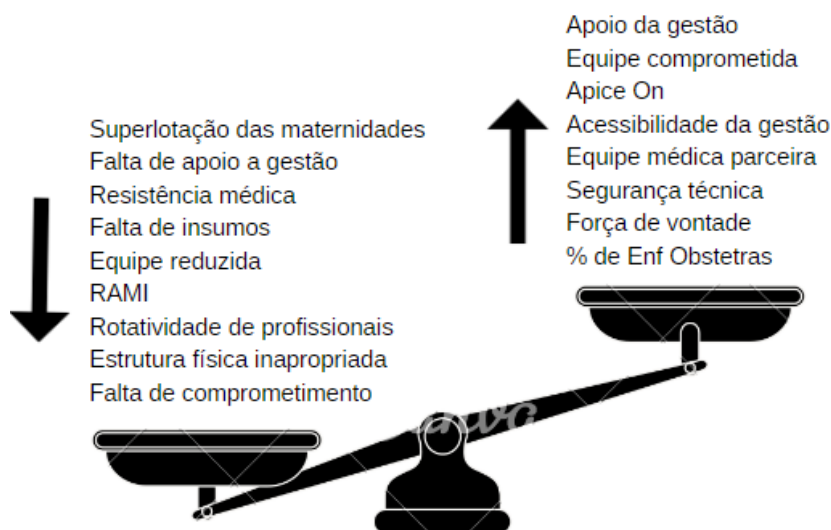 Apoio da gestão
Equipe comprometida
Apice On
Acessibilidade da gestão
Equipe médica parceira
Segurança técnica
Força de vontade
% de Enf Obstetras
Superlotação das maternidades
Falta de apoio a gestão
Resistência médica
Falta de insumos
Equipe reduzida
RAMI
Rotatividade de profissionais
Estrutura física inapropriada
Falta de comprometimento